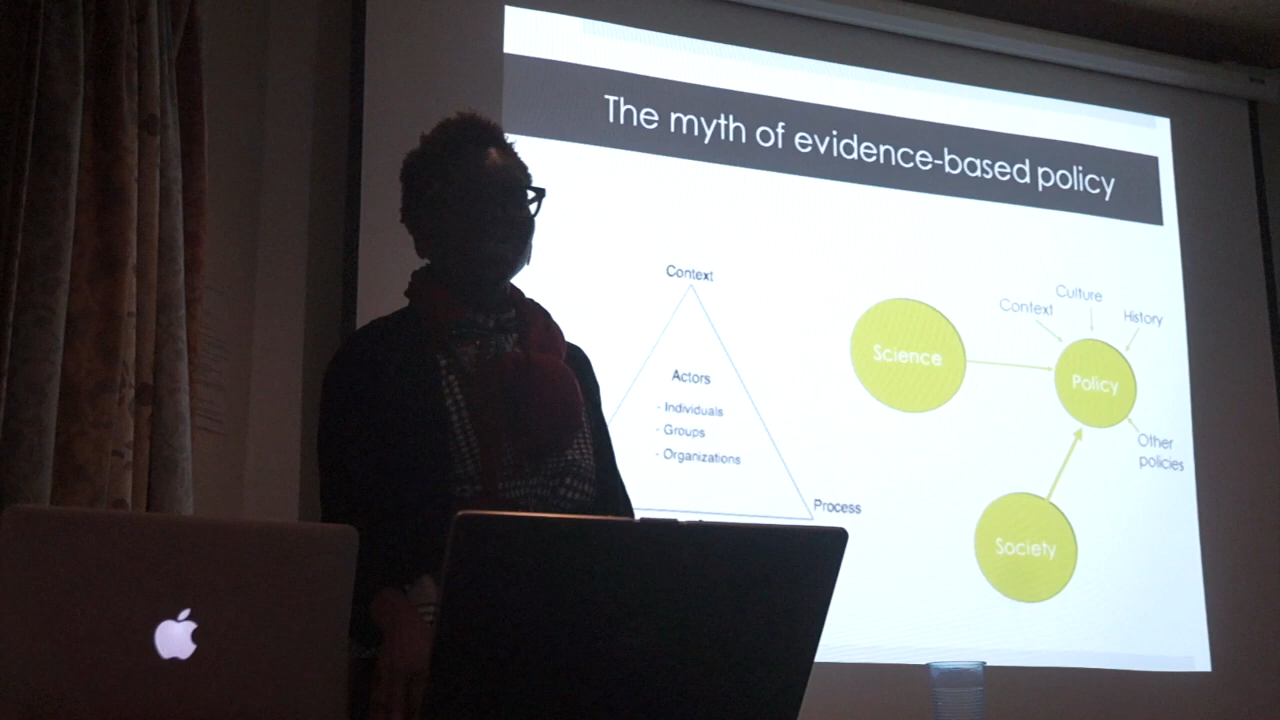 The myth of evidence-based policy
Context
Actors
- Individuals
- Groups
- Organizations
Process
Science
Context
Culture
History
Policy
Other
policies
Society